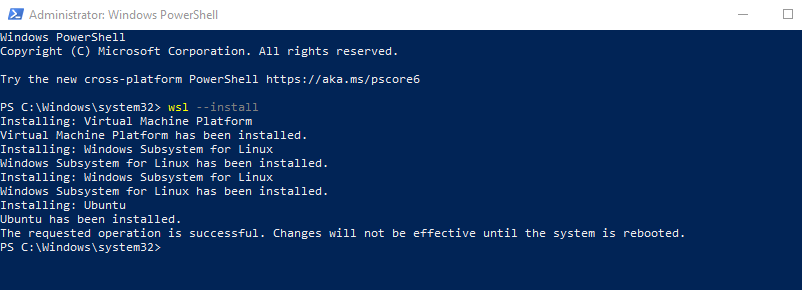 Administrator: Windows PowerShell
Windows PowerShell
Copyright (C) Microsoft Corporation. All rights reserved.
Try the new cross-platform PowerShell https://aka.ms/pscore6
PS C:\Windows\system32> wsl --install
Installing: Virtual Machine Platform
Virtual Machine Platform has been installed.
Installing: Windows Subsystem for Linux
Windows Subsystem for Linux has been installed.
Installing: Windows Subsystem for Linux
Windows Subsystem for Linux has been installed.
Installing: Ubuntu
Ubuntu has been installed.
The requested operation is successful. Changes will not be effective until the system is rebooted.
PS C:\Windows\system32>